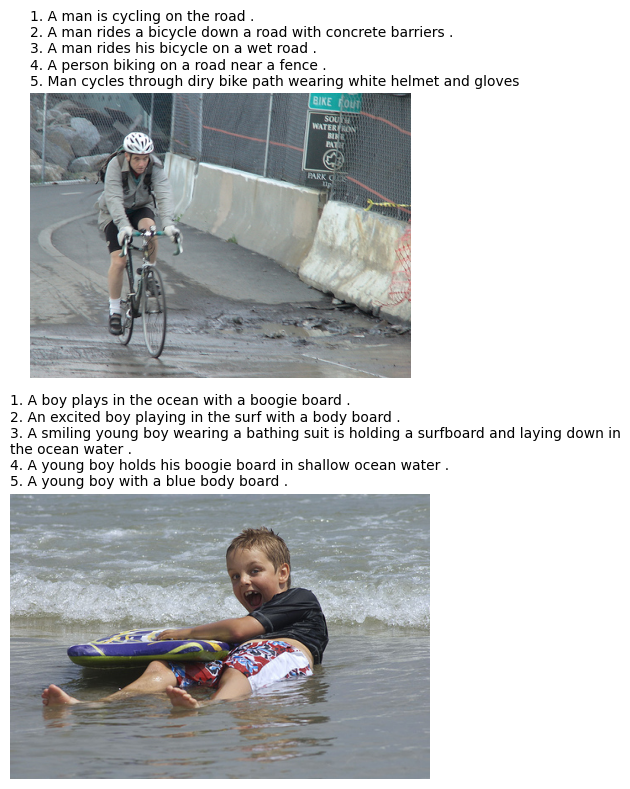 1. A man is cycling on the road .
2. A man rides a bicycle down a road with concrete barriers .
3. A man rides his bicycle on a wet road .
4. A person biking on a road near a fence .
5. Man cycles through diry bike path wearing white helmet and gloves
BIKE ROUT
SOUTH
WATERFRON
BIKE
PATH
PARK CLOSE
1. A boy plays in the ocean with a boogie board .
2. An excited boy playing in the surf with a body board .
3. A smiling young boy wearing a bathing suit is holding a surfboard and laying down in
the ocean water .
4. A young boy holds his boogie board in shallow ocean water .
5. A young boy with a blue body board .